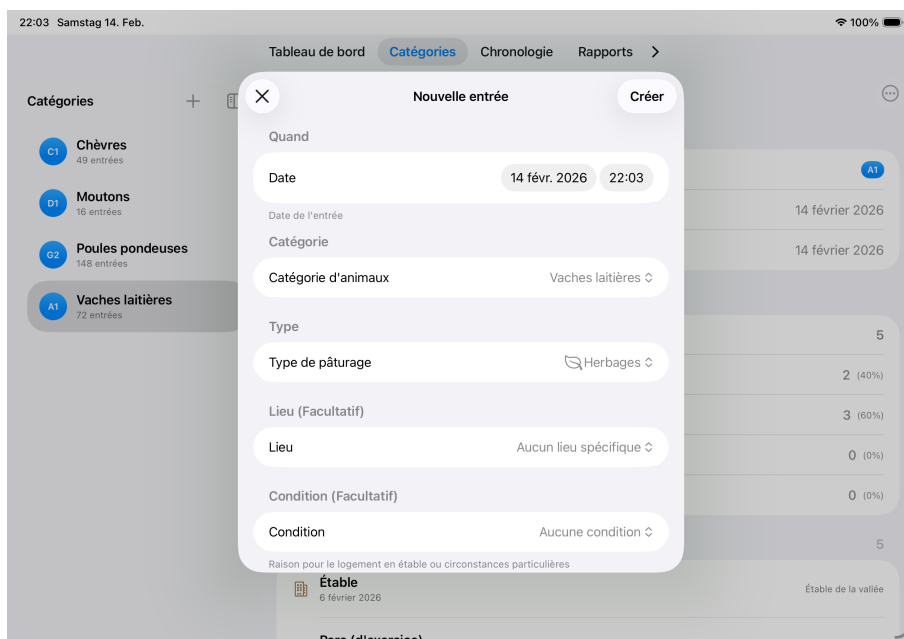 22:03 Samstag 14. Feb.
100%
Tableau de bord Catégories Chronologie Rapports
Catégories
C1 Chèvres
49 entrées
D1 Moutons
16 entrées
G2 Poules pondeuses
148 entrées
A1 Vaches laitières
72 entrées
Nouvelle entrée
Créer
Quand
Date 14 févr. 2026 22:03
Date de l'entrée
Catégorie
Catégorie d'animaux Vaches laitières
Type
Type de pâturage Herbages
Lieu (Facultatif)
Lieu Aucun lieu spécifique
Condition (Facultatif)
Condition Aucune condition
Raison pour le logement en étable ou circonstances particulières
A1
14 février 2026
14 février 2026
5
2 (40%)
3 (60%)
0 (0%)
0 (0%)
5
Étable
6 février 2026
Étable de la vallée
Parc (d'exercice)